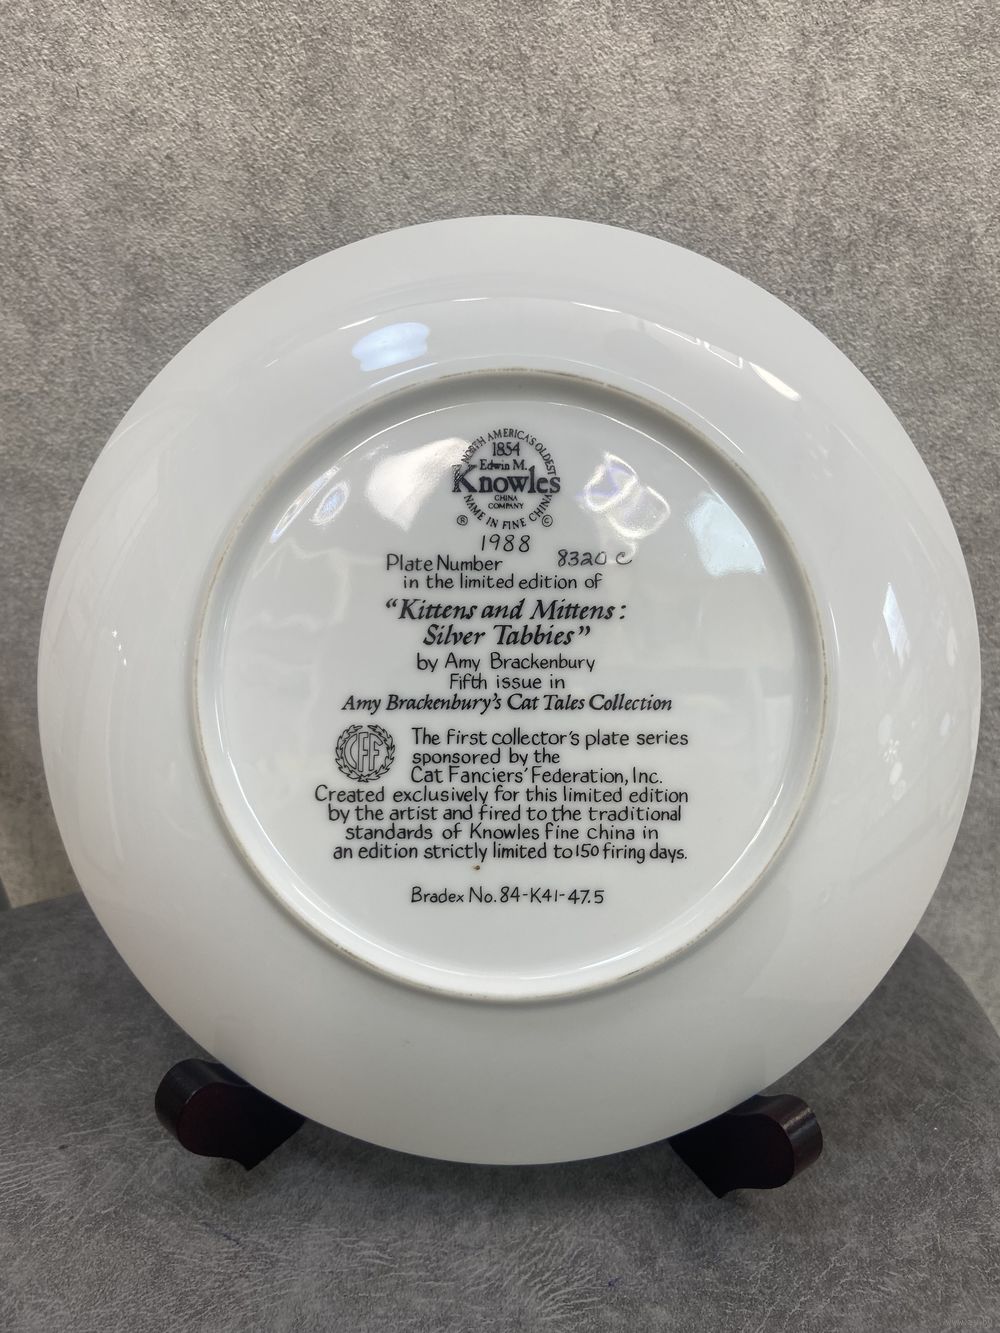 NORTH AMERICA'S OLDEST
1854
Edwin M.
Knowles
CHINA
COMPANY
NAME IN FINE CHINA
® ©
1988
Plate Number 8320 C
in the limited edition of
“Kittens and Mittens:
Silver Tabbies”
by Amy Brackenbury
Fifth issue in
Amy Brackenbury's Cat Tales Collection
CFF
The first collector's plate series
sponsored by the
Cat Fanciers' Federation, Inc.
Created exclusively for this limited edition
by the artist and fired to the traditional
standards of Knowles fine china in
an edition strictly limited to 150 firing days.
Bradex No. 84-K41-47.5